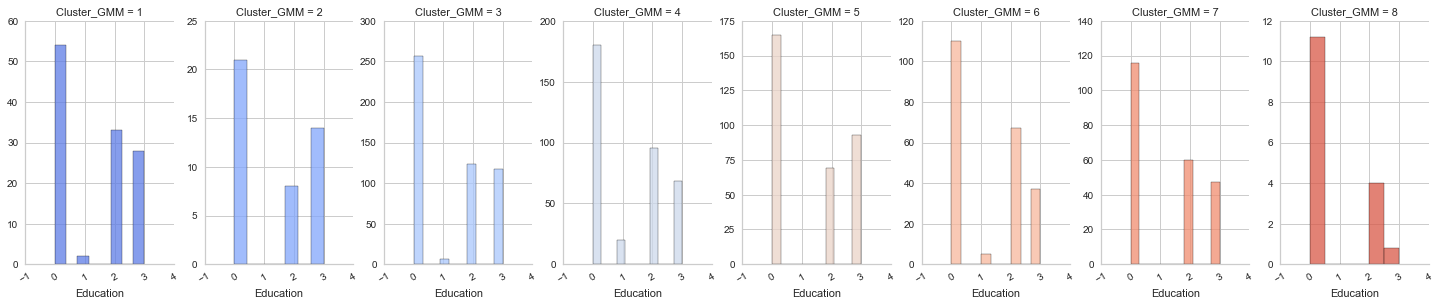 Cluster_GMM = 1 Cluster_GMM = 2 Cluster_GMM = 3 Cluster_GMM = 4 Cluster_GMM = 5 Cluster_GMM = 6 Cluster_GMM = 7 Cluster_GMM = 8
60 25 300 200 175 120 140 12
50 20 250 150 150 100 120 10
40 15 200 100 125 80 100 8
30 10 150 50 100 60 80 6
20 5 100 0 75 40 60 4
10 0 50 50 20 40 2
0 0 25 0 20 0
0 0
−1 0 1 2 3 4 −1 0 1 2 3 4 −1 0 1 2 3 4 −1 0 1 2 3 4 −1 0 1 2 3 4 −1 0 1 2 3 4 −1 0 1 2 3 4 −1 0 1 2 3 4
Education Education Education Education Education Education Education Education